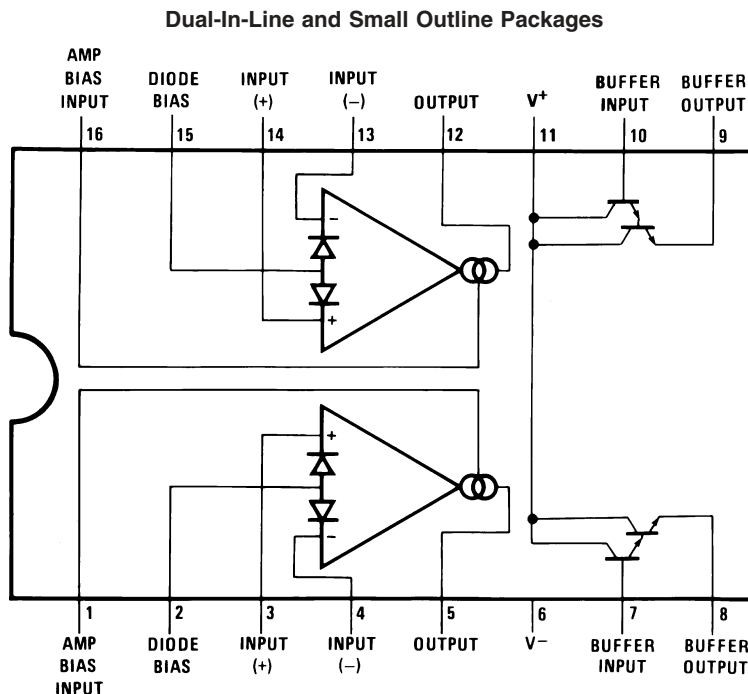 Dual-In-Line and Small Outline Packages
AMP
BIAS
INPUT
DIODE
BIAS
INPUT
(+)
INPUT
(−)
OUTPUT
V+
BUFFER
INPUT
BUFFER
OUTPUT
16 15 14 13 12 11 10 9
-
+
+
-
1 2 3 4 5 6 7 8
AMP
BIAS
INPUT
DIODE
BIAS
INPUT
(+)
INPUT
(−)
OUTPUT
V−
BUFFER
INPUT
BUFFER
OUTPUT